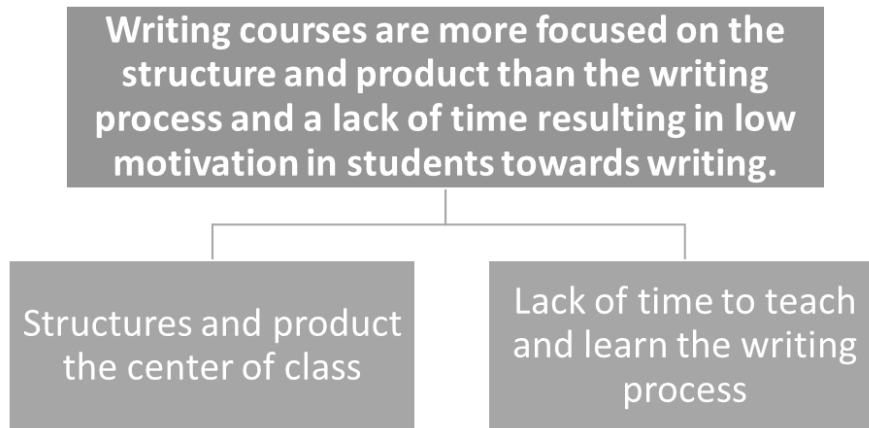 Writing courses are more focused on the
structure and product than the writing
process and a lack of time resulting in low
motivation in students towards writing.
Structures and product
the center of class
Lack of time to teach
and learn the writing
process